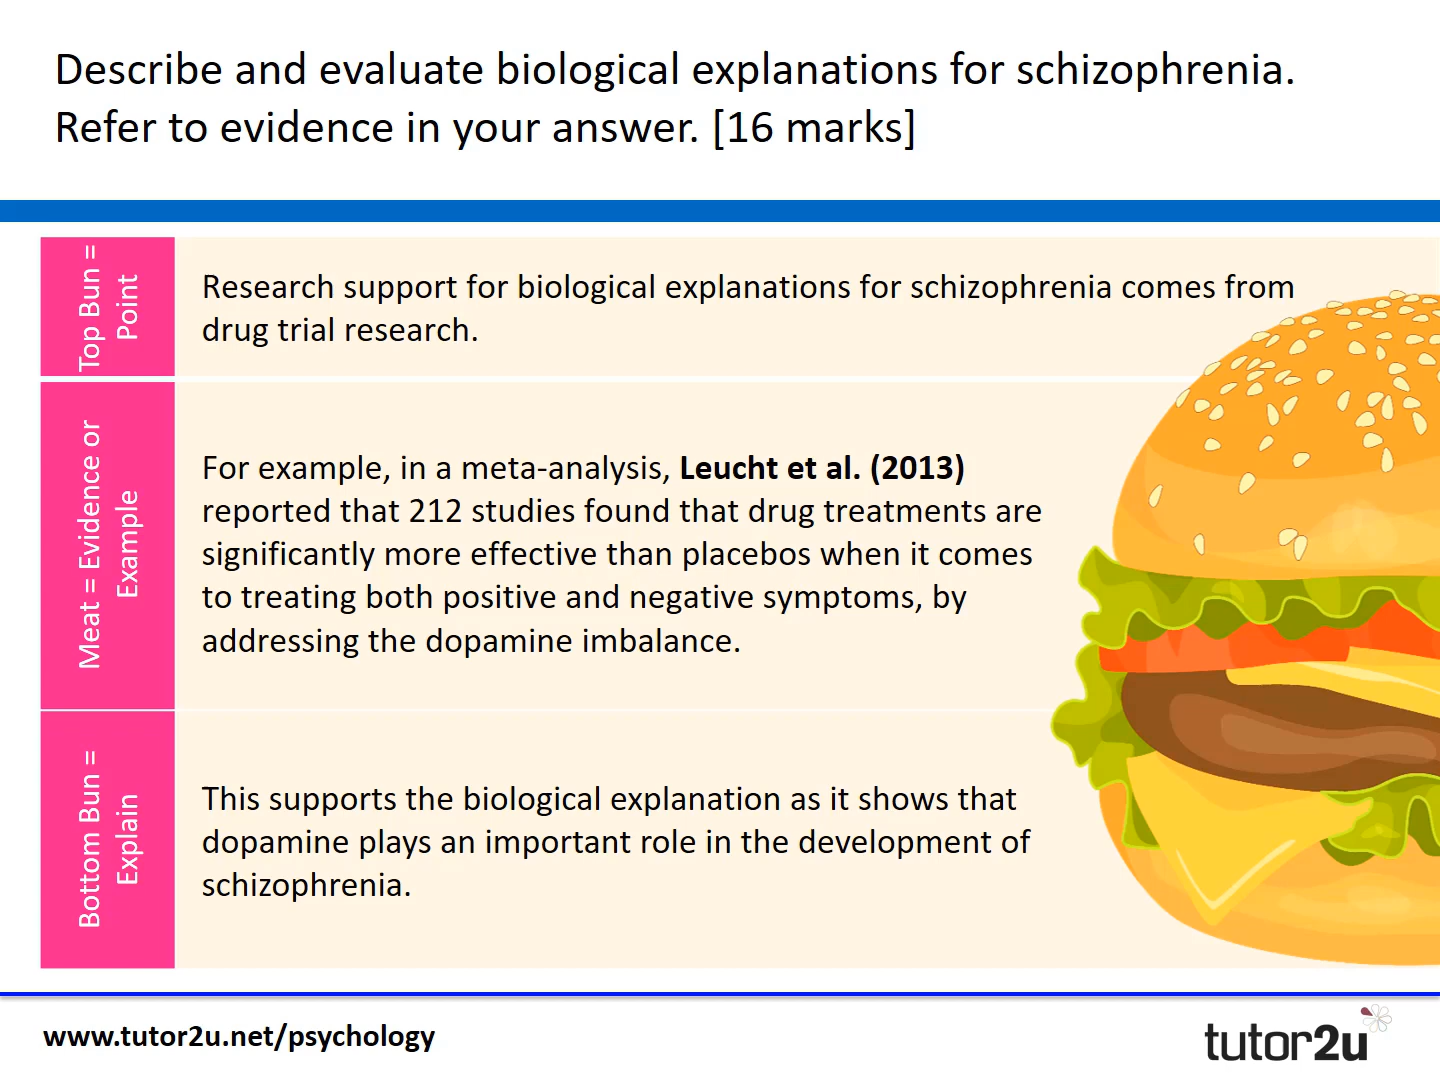 Describe and evaluate biological explanations for schizophrenia.
Refer to evidence in your answer. [16 marks]
Top Bun =
Point
Research support for biological explanations for schizophrenia comes from
drug trial research.
Meat = Evidence or
Example
For example, in a meta-analysis, Leucht et al. (2013)
reported that 212 studies found that drug treatments are
significantly more effective than placebos when it comes
to treating both positive and negative symptoms, by
addressing the dopamine imbalance.
Bottom Bun =
Explain
This supports the biological explanation as it shows that
dopamine plays an important role in the development of
schizophrenia.
www.tutor2u.net/psychology
tutor2u